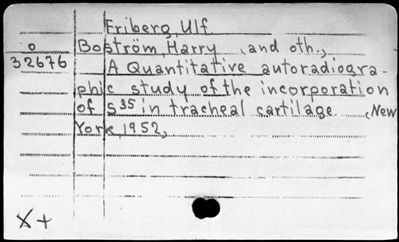 Friberg, Ulf
o Boström, Harry , and oth.,
32676 A Quantitative autoradiogra-
phic study of the incorporation
of S35 in tracheal cartilage , New
York, 1952,
X +